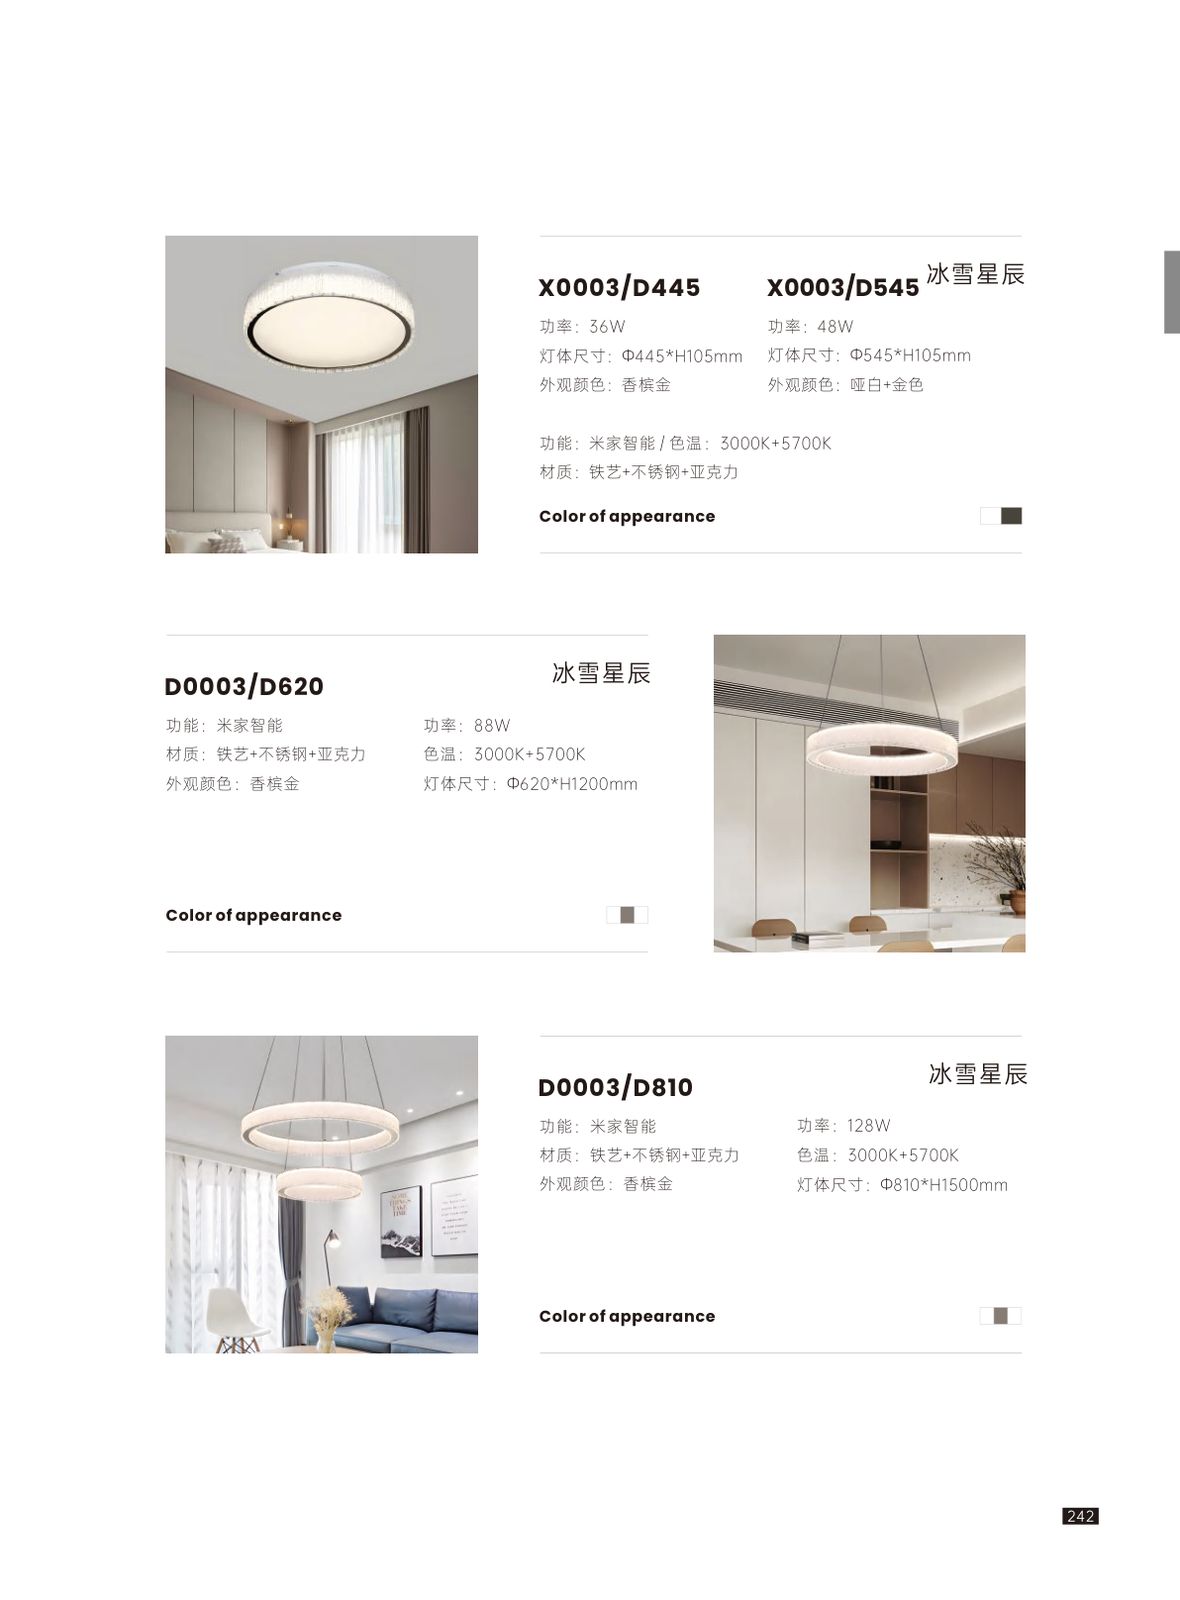 冰雪星辰
X0003/D445 X0003/D545
功率：36W 功率：48W
灯体尺寸：Φ445*H105mm 灯体尺寸：Φ545*H105mm
外观颜色：香槟金 外观颜色：哑白+金色
功能：米家智能 / 色温：3000K+5700K
材质：铁艺+不锈钢+亚克力
Color of appearance
冰雪星辰
D0003/D620
功能：米家智能 功率：88W
材质：铁艺+不锈钢+亚克力 色温：3000K+5700K
外观颜色：香槟金 灯体尺寸：Φ620*H1200mm
Color of appearance
冰雪星辰
D0003/D810
功能：米家智能 功率：128W
材质：铁艺+不锈钢+亚克力 色温：3000K+5700K
外观颜色：香槟金 灯体尺寸：Φ810*H1500mm
SOME
THINGS
TAKE
TIME
Color of appearance
242